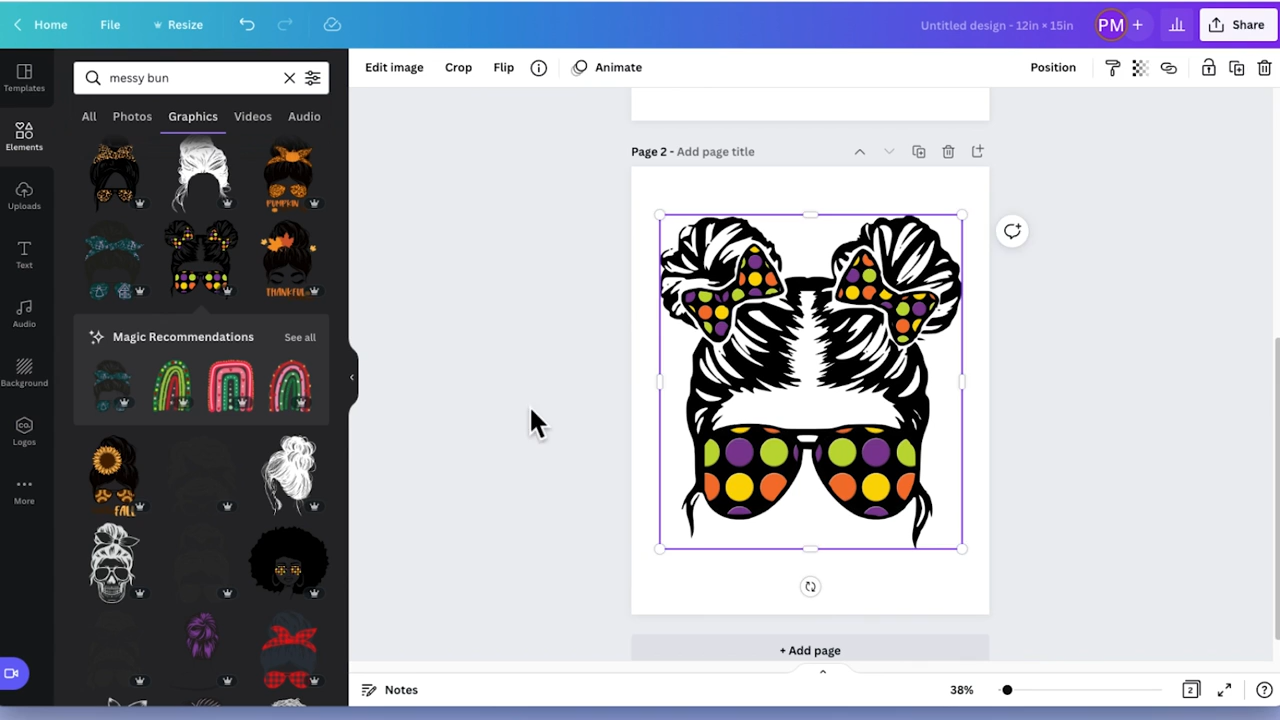 Home File Resize Untitled design - 12in × 15in PM + Share
Templates
Elements
Uploads
Text
Audio
Background
Logos
More
messy bun
All Photos Graphics Videos Audio
PUMPKIN
THANKFUL
Magic Recommendations See all
FALL
Edit image Crop Flip Animate Position
Page 2 - Add page title
+ Add page
Notes 38% 2 ?